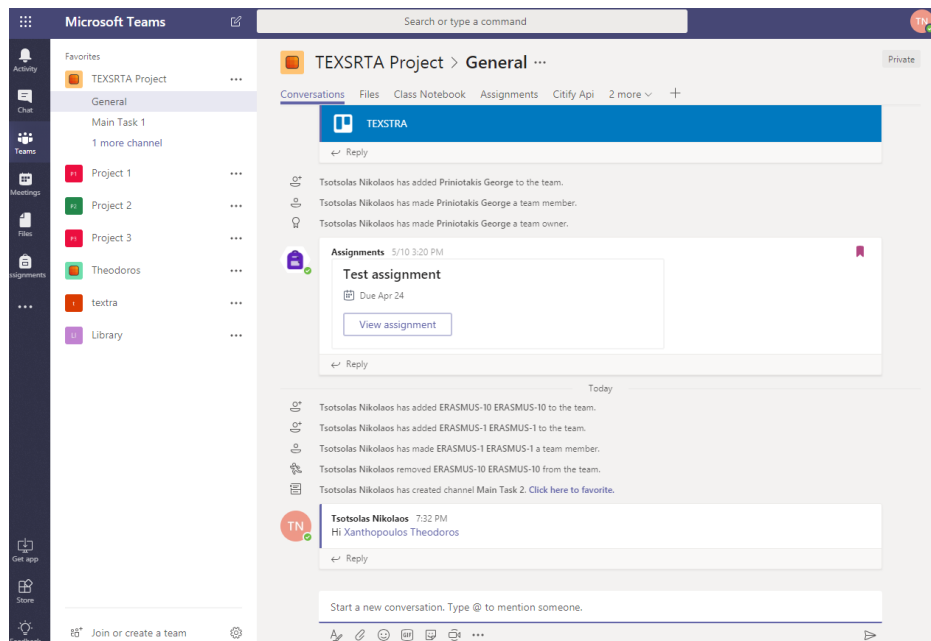 Microsoft Teams
Search or type a command
TN
Activity
Chat
Teams
Meetings
Files
ssignments
Get app
Store
Favorites
TEXSRTA Project
General
Main Task 1
1 more channel
P1 Project 1
P2 Project 2
P3 Project 3
Theodoros
t textra
LI Library
Join or create a team
TEXSRTA Project > General
Private
Conversations Files Class Notebook Assignments Citify Api 2 more +
TEXSTRA
Reply
Tsotsolas Nikolaos has added Priniotakis George to the team.
Tsotsolas Nikolaos has made Priniotakis George a team member.
Tsotsolas Nikolaos has made Priniotakis George a team owner.
Assignments 5/10 3:20 PM
Test assignment
Due Apr 24
View assignment
Reply
Today
Tsotsolas Nikolaos has added ERASMUS-10 ERASMUS-10 to the team.
Tsotsolas Nikolaos has added ERASMUS-1 ERASMUS-1 to the team.
Tsotsolas Nikolaos has made ERASMUS-1 ERASMUS-1 a team member.
Tsotsolas Nikolaos removed ERASMUS-10 ERASMUS-10 from the team.
Tsotsolas Nikolaos has created channel Main Task 2. Click here to favorite.
TN
Tsotsolas Nikolaos 7:32 PM
Hi Xanthopoulos Theodoros
Reply
Start a new conversation. Type @ to mention someone.
GIF